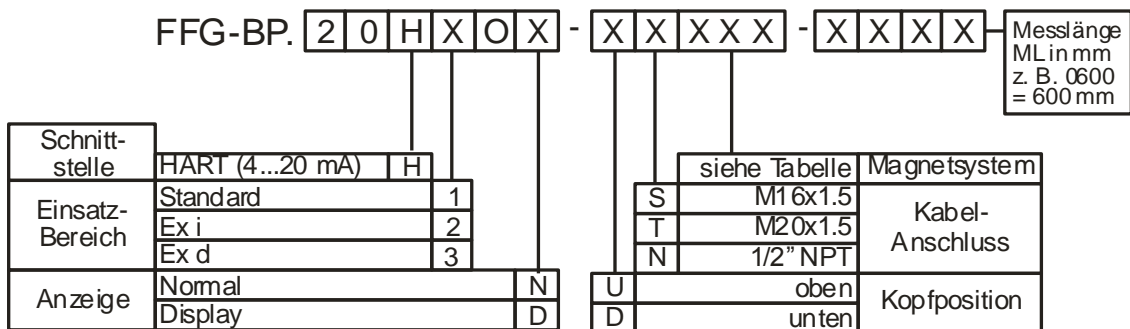 FFG-BP. 2 0 H X O X - X X X X X - X X X X
Messlänge
ML in mm
z. B. 0600
= 600 mm
Schnitt-
stelle
HART (4...20 mA) H
Einsatz-
Bereich
Standard 1
Ex i 2
Ex d 3
Anzeige
Normal N
Display D
siehe Tabelle Magnetsystem
S M16x1.5
T M20x1.5
N 1/2” NPT
Kabel-
Anschluss
U oben
D unten
Kopfposition